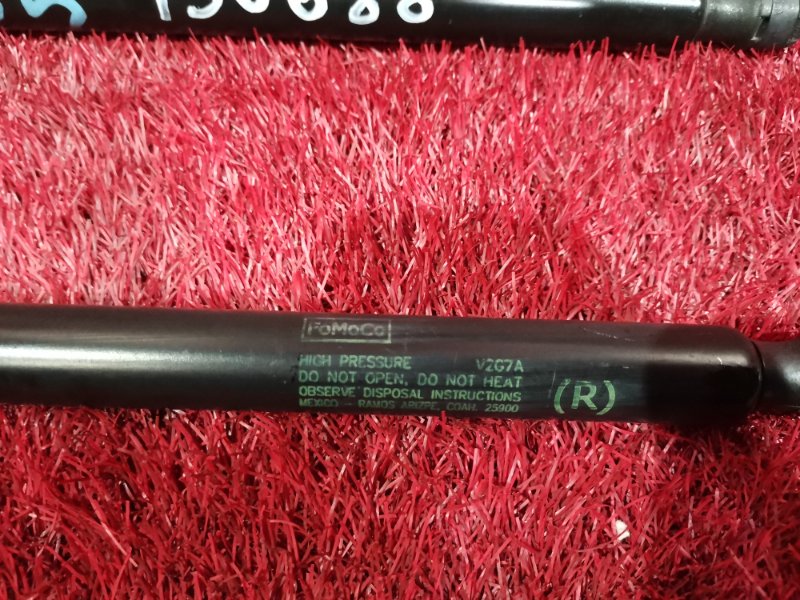 FoMoCo
HIGH PRESSURE V2G7A
DO NOT OPEN, DO NOT HEAT
OBSERVE DISPOSAL INSTRUCTIONS
MEXICO - RAMOS ARIZPE, COAH. 25900
(R)